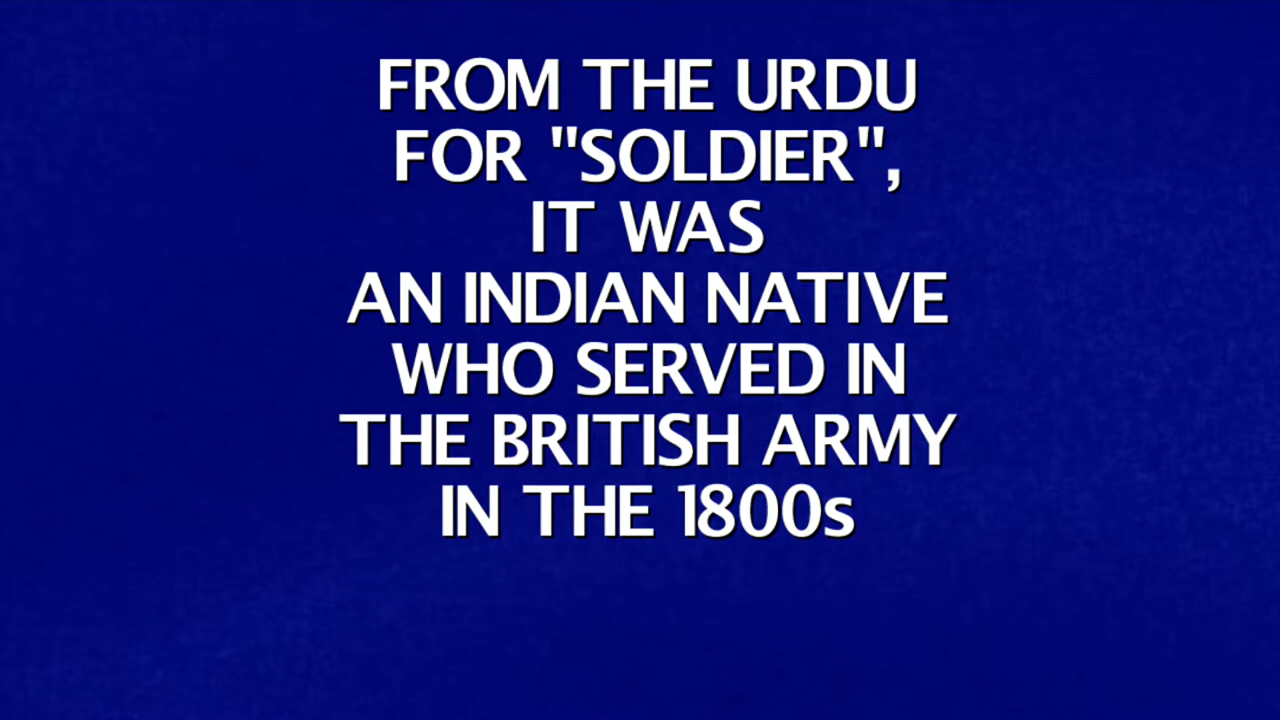 FROM THE URDU
FOR "SOLDIER",
IT WAS
AN INDIAN NATIVE
WHO SERVED IN
THE BRITISH ARMY
IN THE 1800s